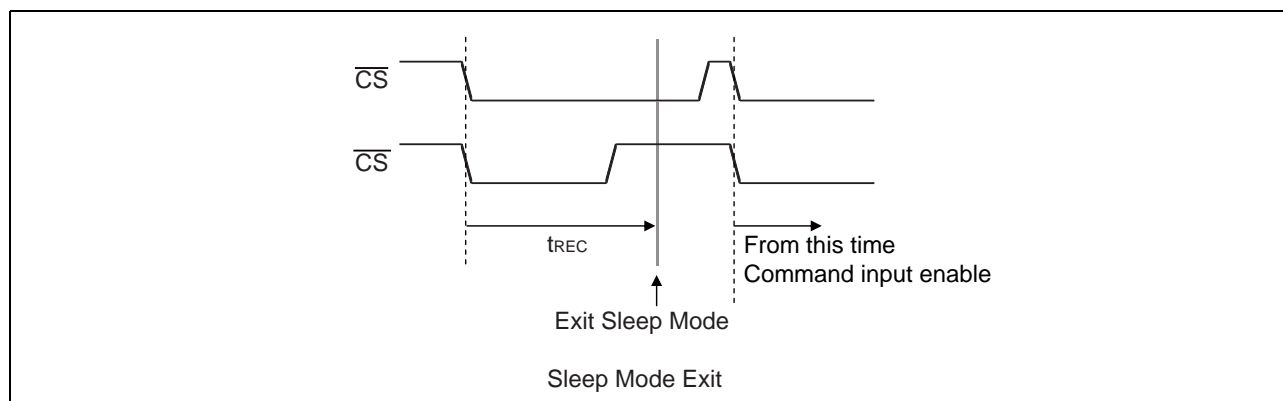 CS
CS
tREC
From this time
Command input enable
Exit Sleep Mode
Sleep Mode Exit